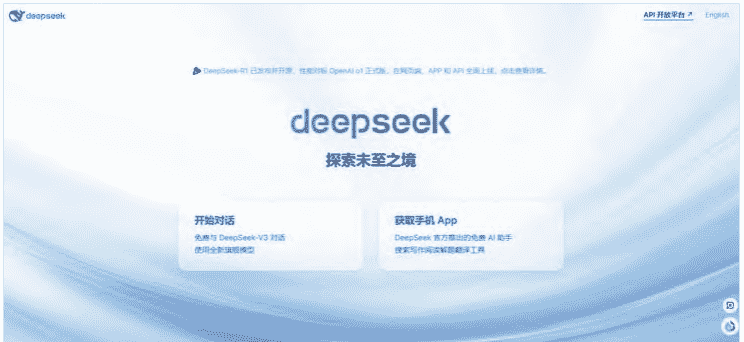 deepseek
API 开放平台 ↗ English
DeepSeek-R1 已发布并开源，性能对标 OpenAI o1 正式版，在网页端、APP 和 API 全面上线，点击查看详情。
deepseek
探索未至之境
开始对话
免费与 DeepSeek-V3 对话
使用全新旗舰模型
获取手机 App
DeepSeek 官方推出的免费 AI 助手
搜索写作阅读解题翻译工具